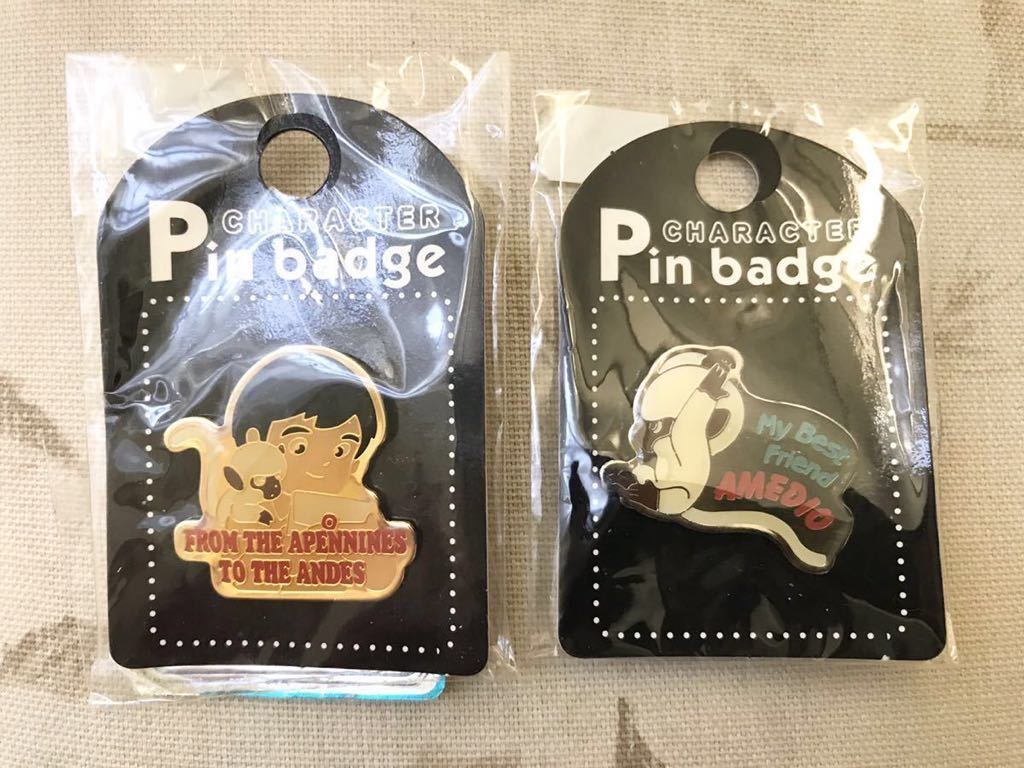 CHARACTER
Pin badge
FROM THE APENNINES
TO THE ANDES
CHARACTER
Pin badge
My Best
Friend
AMEDIO